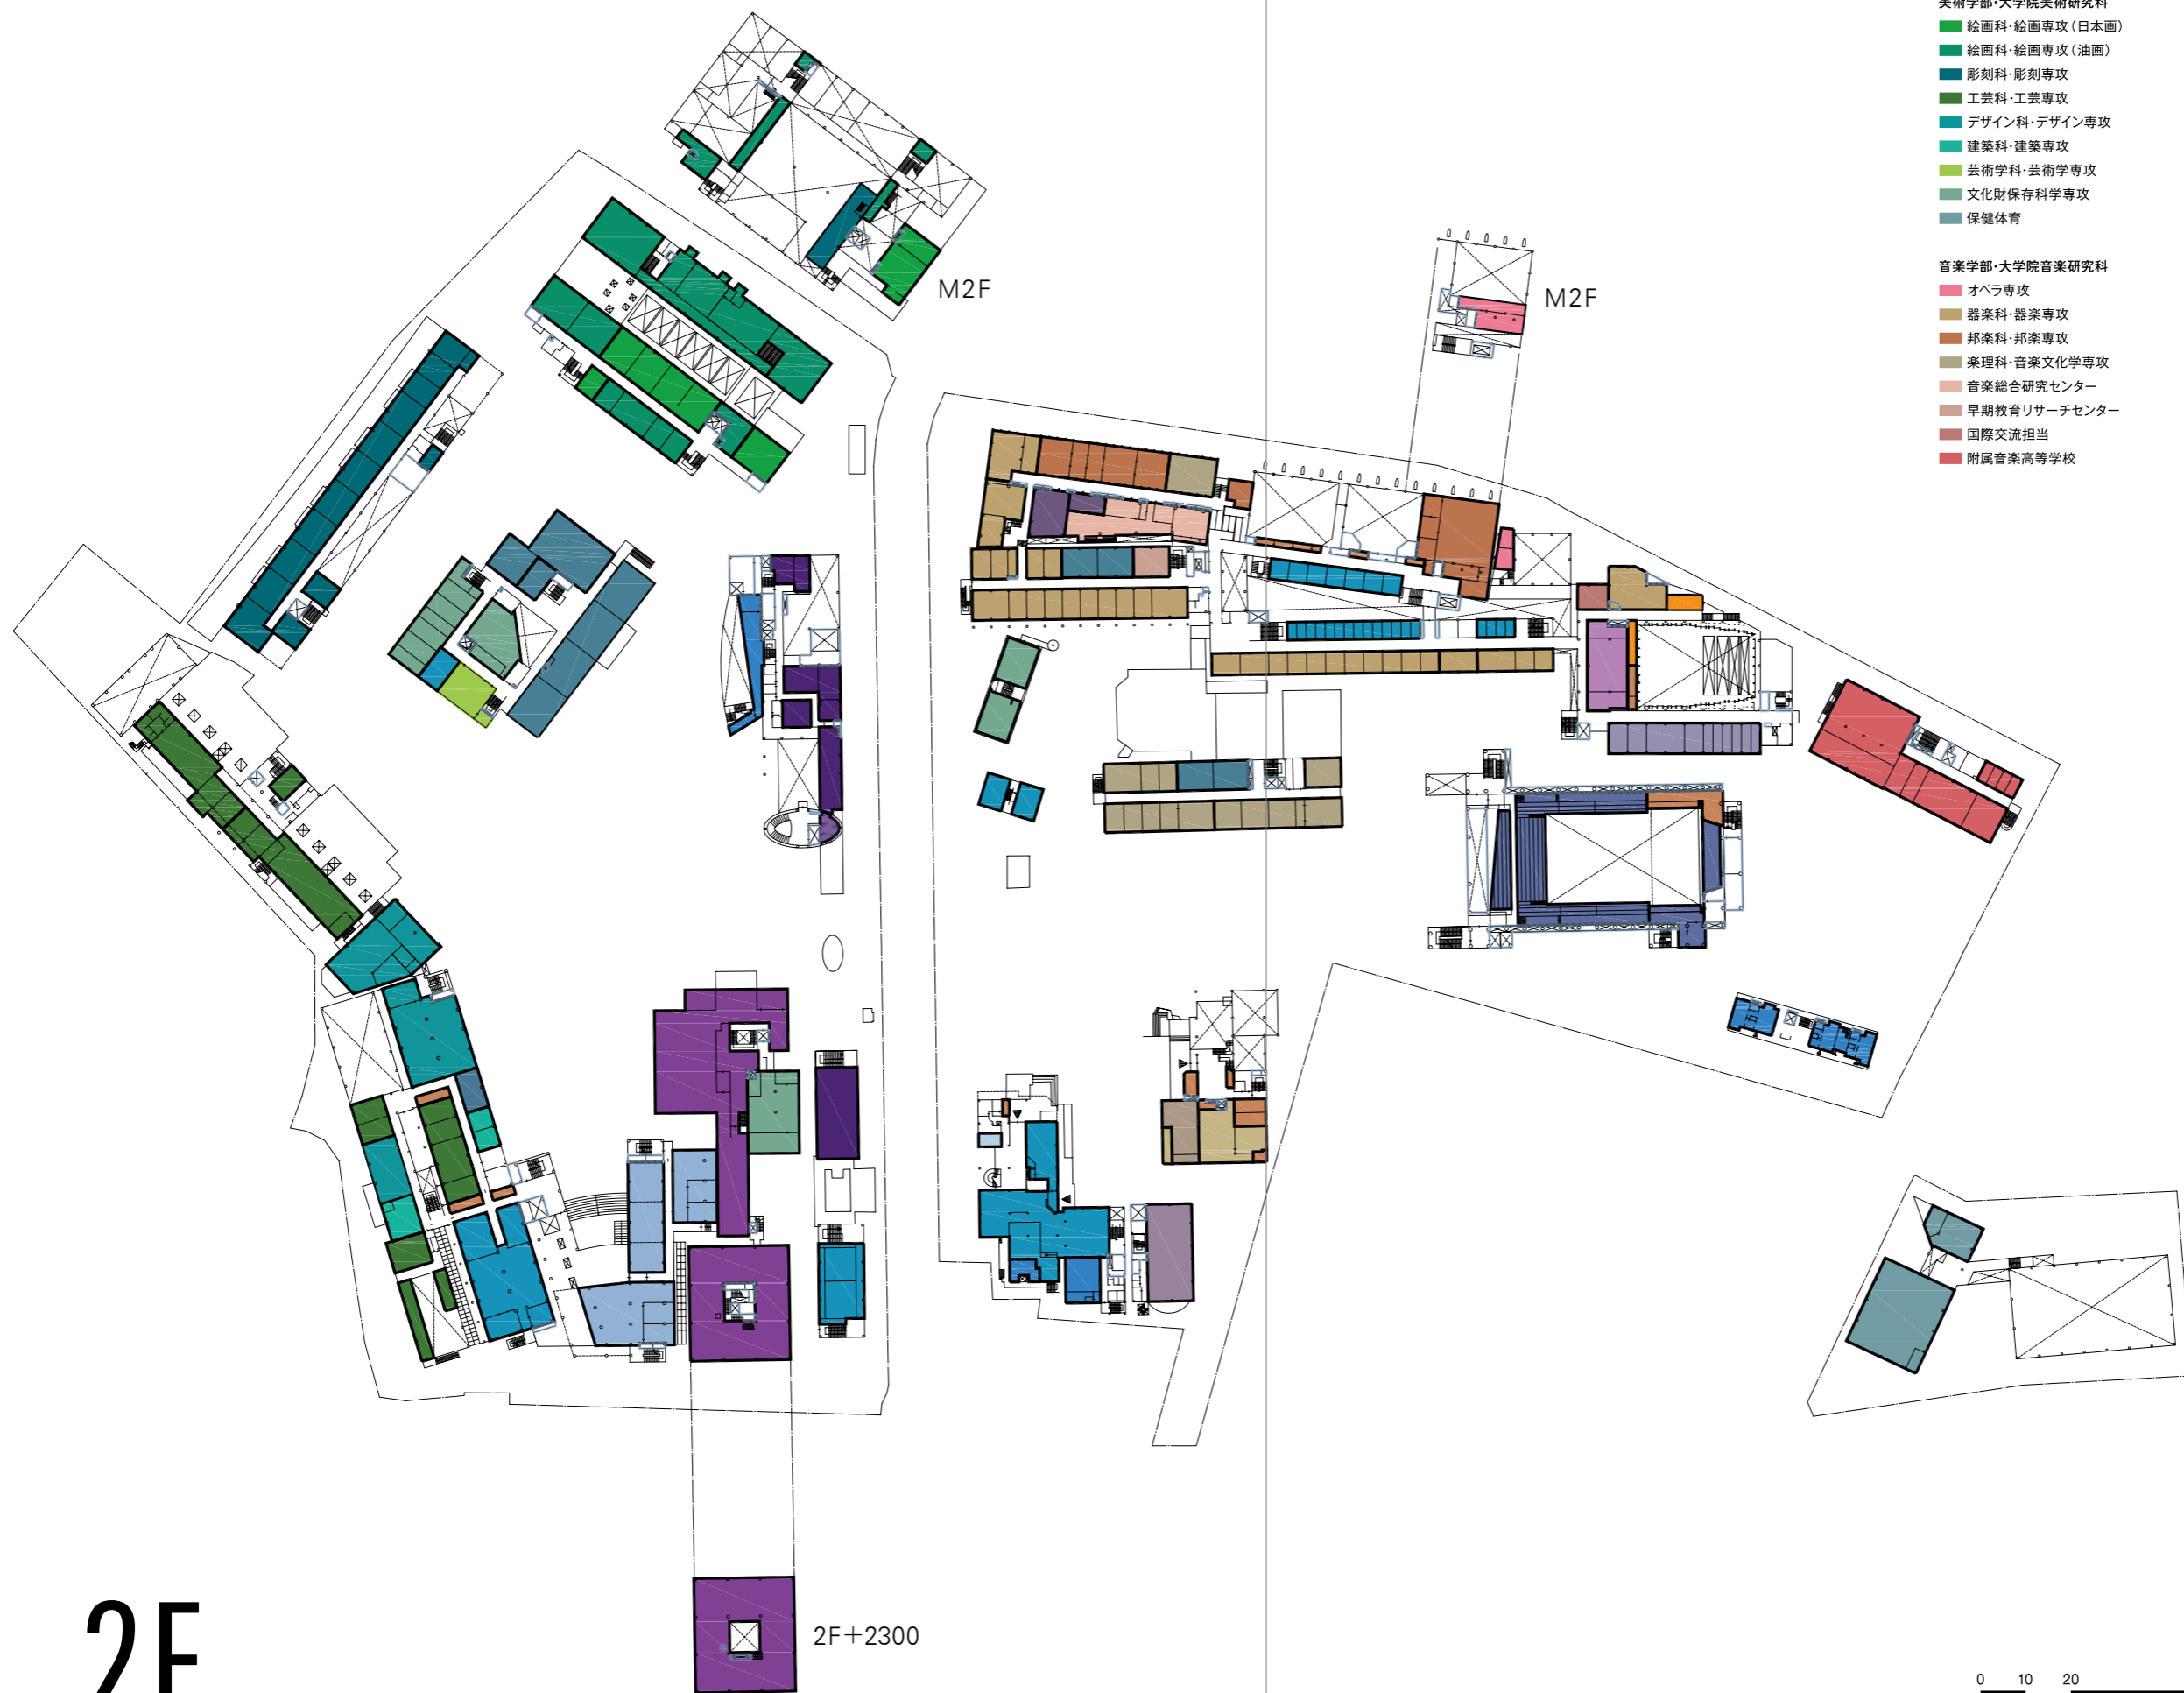 美術学部・大学院美術研究科
絵画科・絵画専攻（日本画）
絵画科・絵画専攻（油画）
彫刻科・彫刻専攻
工芸科・工芸専攻
デザイン科・デザイン専攻
建築科・建築専攻
芸術学科・芸術学専攻
文化財保存科学専攻
保健体育
音楽学部・大学院音楽研究科
オペラ専攻
器楽科・器楽専攻
邦楽科・邦楽専攻
楽理科・音楽文化学専攻
音楽総合研究センター
早期教育リサーチセンター
国際交流担当
附属音楽高等学校
M2F
M2F
2F+2300
2F
0 10 20